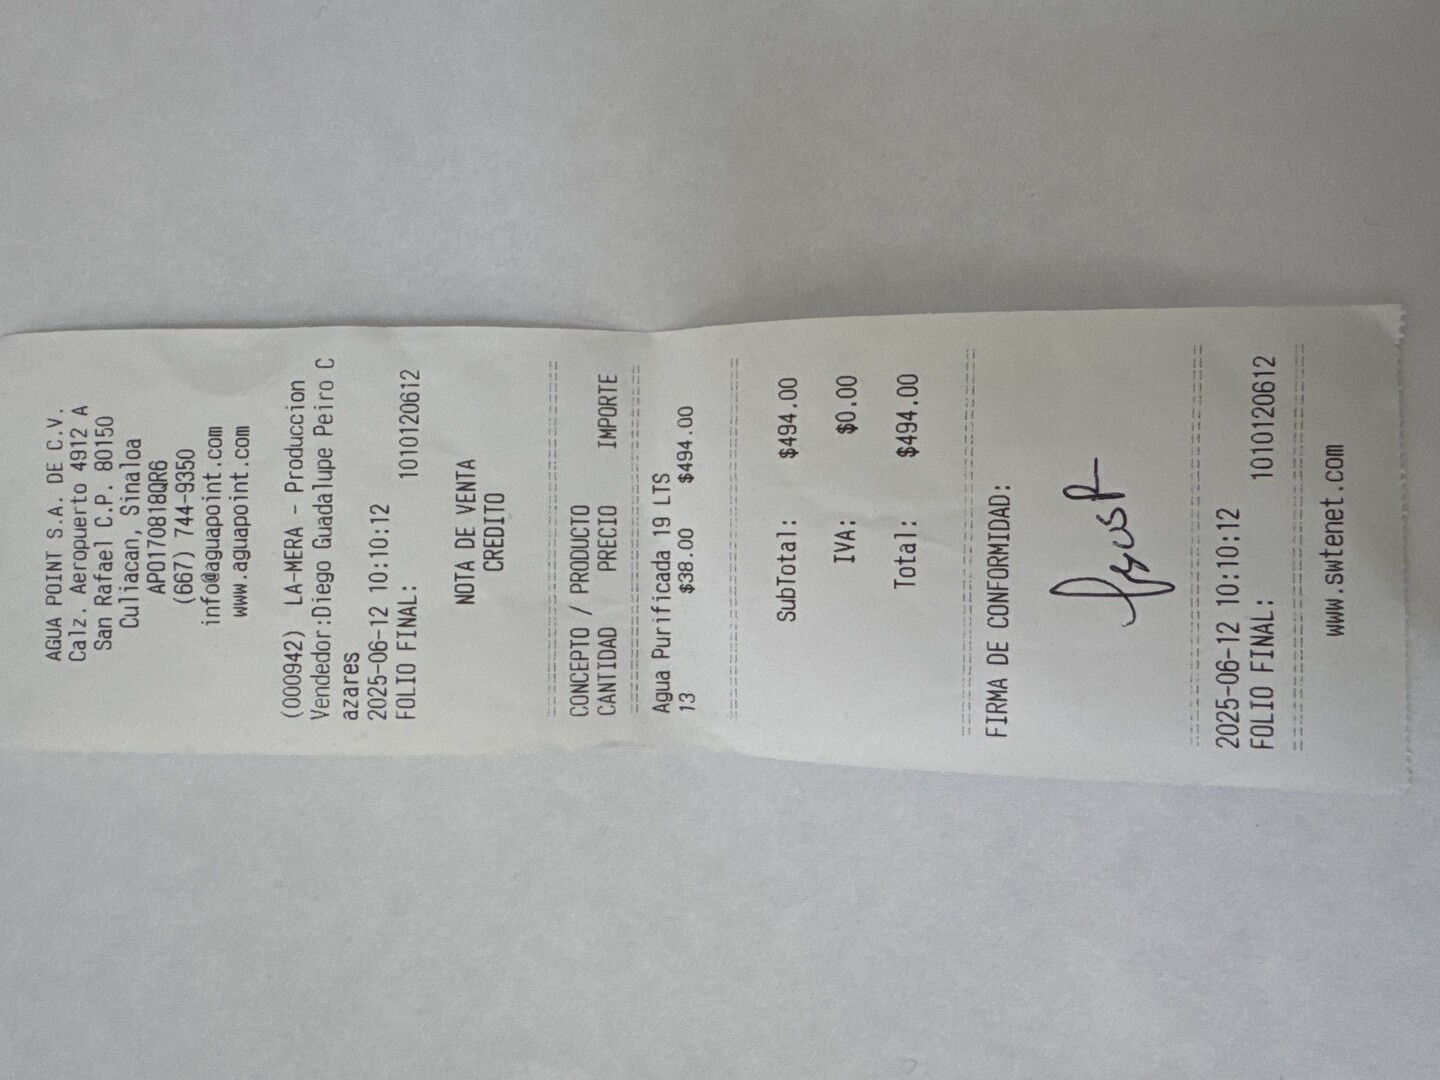 AGUA POINT S.A. DE C.V.
Calz. Aeropuerto 4912 A
San Rafael C.P. 80150
Culiacan, Sinaloa
APO170818QR6
(667) 744-9350
info@aguapoint.com
www.aguapoint.com
(000942) LA-MERA - Produccion
Vendedor:Diego Guadalupe Peiro C
azares
2025-06-12 10:10:12
FOLIO FINAL: 1010120612
NOTA DE VENTA
CREDITO
CONCEPTO / PRODUCTO
CANTIDAD PRECIO IMPORTE
Agua Purificada 19 LTS
13 $38.00 $494.00
SubTotal: $494.00
IVA: $0.00
Total: $494.00
FIRMA DE CONFORMIDAD:
2025-06-12 10:10:12
FOLIO FINAL: 1010120612
www.swtenet.com